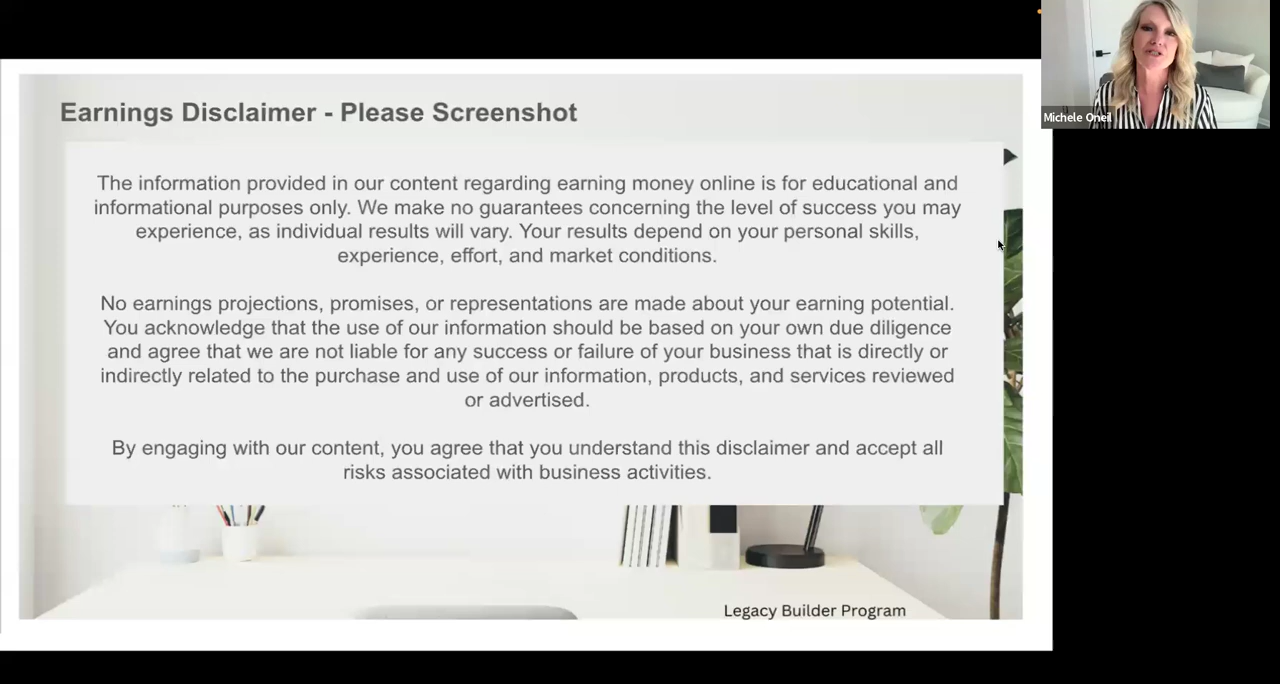 Earnings Disclaimer - Please Screenshot
The information provided in our content regarding earning money online is for educational and
informational purposes only. We make no guarantees concerning the level of success you may
experience, as individual results will vary. Your results depend on your personal skills,
experience, effort, and market conditions.
No earnings projections, promises, or representations are made about your earning potential.
You acknowledge that the use of our information should be based on your own due diligence
and agree that we are not liable for any success or failure of your business that is directly or
indirectly related to the purchase and use of our information, products, and services reviewed
or advertised.
By engaging with our content, you agree that you understand this disclaimer and accept all
risks associated with business activities.
Legacy Builder Program
Michele Oneil